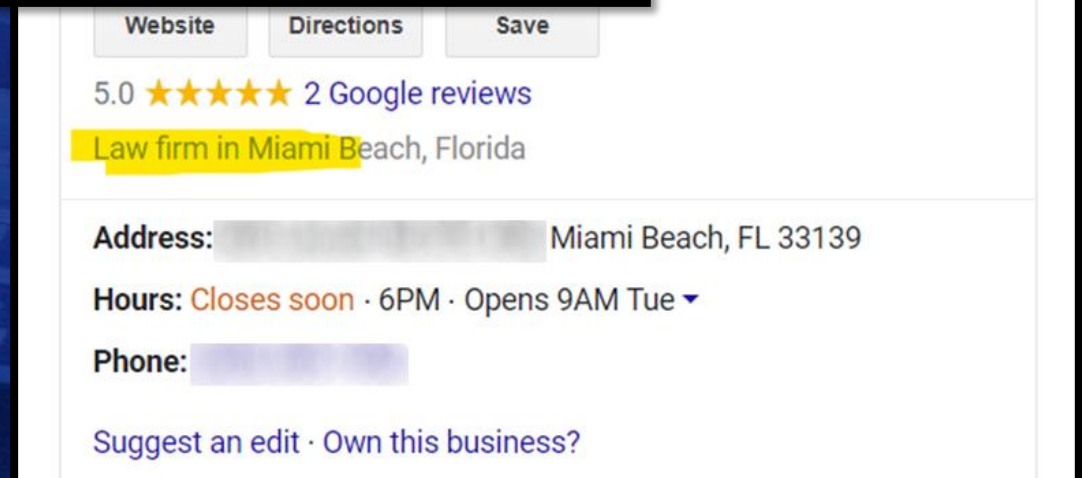 Website Directions Save
5.0 ★★★★★ 2 Google reviews
Law firm in Miami Beach, Florida
Address: Miami Beach, FL 33139
Hours: Closes soon · 6PM · Opens 9AM Tue
Phone:
Suggest an edit · Own this business?